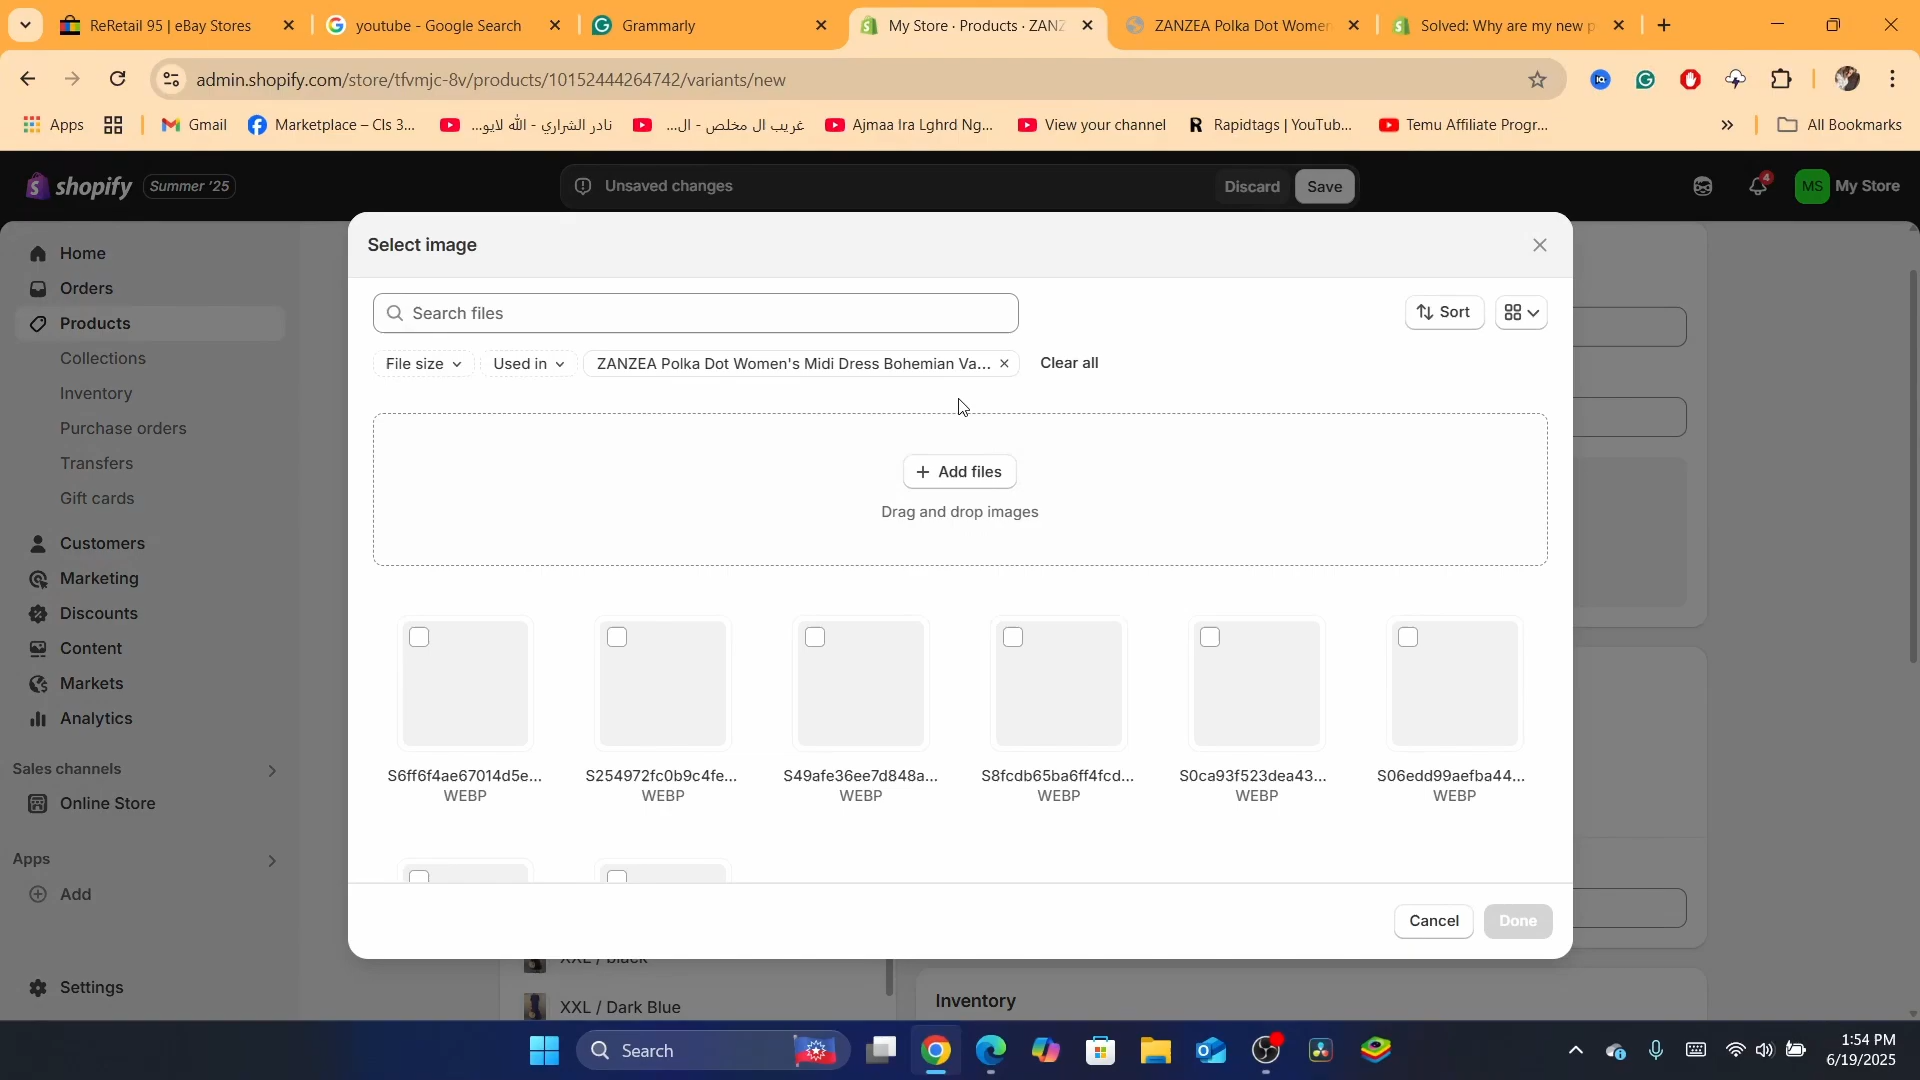 ReRetail 95 | eBay Stores
youtube - Google Search
Grammarly
My Store · Products · ZANZ
ZANZEA Polka Dot Women
Solved: Why are my new p
admin.shopify.com/store/tfvmjc-8v/products/10152444264742/variants/new
Apps
Gmail
Marketplace – Cls 3...
نادر الشراري - الله لايو...
غريب ال مخلص - ال...
Ajmaa Ira Lghrd Ng...
View your channel
Rapidtags | YouTub...
Temu Affiliate Progr...
All Bookmarks
shopify
Summer '25
Unsaved changes
Discard
Save
4
MS
My Store
Home
Orders
Products
Collections
Inventory
Purchase orders
Transfers
Gift cards
Customers
Marketing
Discounts
Content
Markets
Analytics
Sales channels
Online Store
Apps
Add
Settings
Select image
Search files
Sort
File size
Used in
ZANZEA Polka Dot Women's Midi Dress Bohemian Va...
Clear all
Add files
Drag and drop images
S6ff6f4ae67014d5e...
WEBP
S254972fc0b9c4fe...
WEBP
S49afe36ee7d848a...
WEBP
S8fcdb65ba6ff4fcd...
WEBP
S0ca93f523dea43...
WEBP
S06edd99aefba44...
WEBP
Cancel
Done
XXL / black
XXL / Dark Blue
Inventory
Search
1:54 PM
6/19/2025